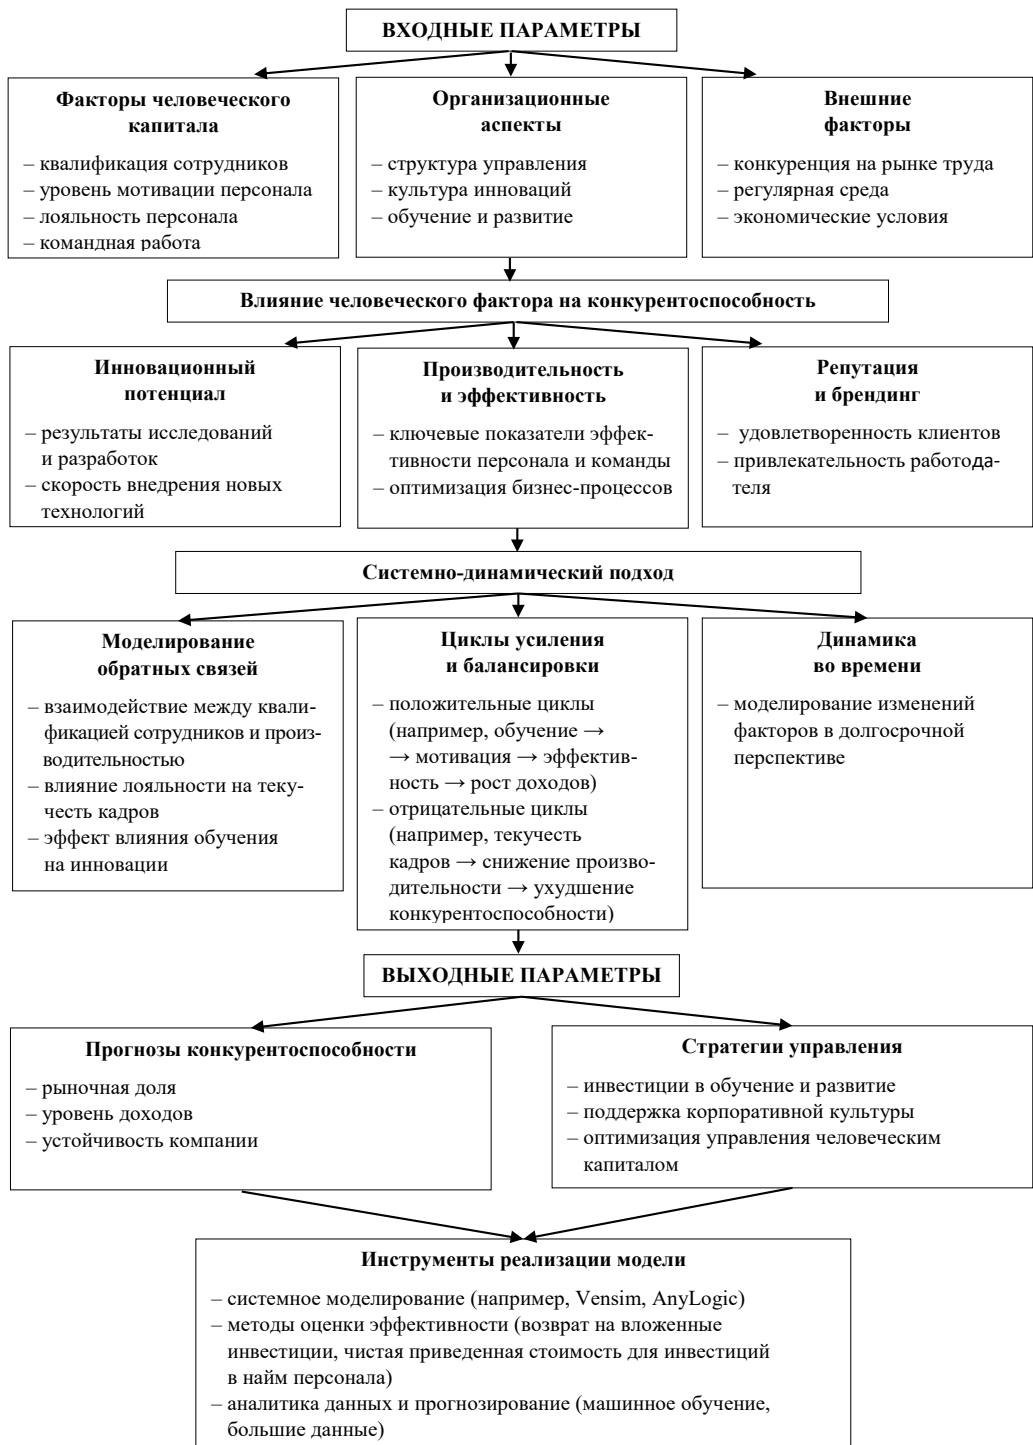 ВХОДНЫЕ ПАРАМЕТРЫ
Факторы человеческого
капитала
– квалификация сотрудников
– уровень мотивации персонала
– лояльность персонала
– командная работа
Организационные
аспекты
– структура управления
– культура инноваций
– обучение и развитие
Внешние
факторы
– конкуренция на рынке труда
– регулярная среда
– экономические условия
Влияние человеческого фактора на конкурентоспособность
Инновационный
потенциал
– результаты исследований
и разработок
– скорость внедрения новых
технологий
Производительность
и эффективность
– ключевые показатели эффек-
тивности персонала и команды
– оптимизация бизнес-процессов
Репутация
и брендинг
– удовлетворенность клиентов
– привлекательность работода-
теля
Системно-динамический подход
Моделирование
обратных связей
– взаимодействие между квали-
фикацией сотрудников и произ-
водительностью
– влияние лояльности на теку-
честь кадров
– эффект влияния обучения
на инновации
Циклы усиления
и балансировки
– положительные циклы
(например, обучение →
→ мотивация → эффектив-
ность → рост доходов)
– отрицательные циклы
(например, текучесть
кадров → снижение произво-
дительности → ухудшение
конкурентоспособности)
Динамика
во времени
– моделирование изменений
факторов в долгосрочной
перспективе
ВЫХОДНЫЕ ПАРАМЕТРЫ
Прогнозы конкурентоспособности
– рыночная доля
– уровень доходов
– устойчивость компании
Стратегии управления
– инвестиции в обучение и развитие
– поддержка корпоративной культуры
– оптимизация управления человеческим
капиталом
Инструменты реализации модели
– системное моделирование (например, Vensim, AnyLogic)
– методы оценки эффективности (возврат на вложенные
инвестиции, чистая приведенная стоимость для инвестиций
в найм персонала)
– аналитика данных и прогнозирование (машинное обучение,
большие данные)